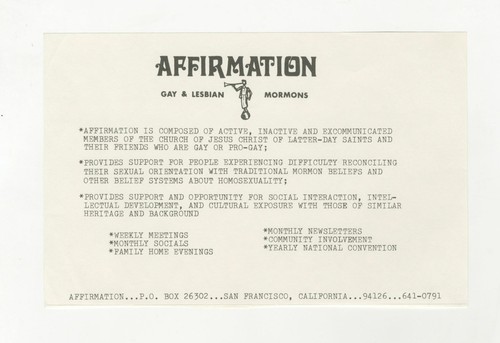 AFFIRMATION
GAY & LESBIAN MORMONS
*AFFIRMATION IS COMPOSED OF ACTIVE, INACTIVE AND EXCOMMUNICATED
MEMBERS OF THE CHURCH OF JESUS CHRIST OF LATTER-DAY SAINTS AND
THEIR FRIENDS WHO ARE GAY OR PRO-GAY;
*PROVIDES SUPPORT FOR PEOPLE EXPERIENCING DIFFICULTY RECONCILING
THEIR SEXUAL ORIENTATION WITH TRADITIONAL MORMON BELIEFS AND
OTHER BELIEF SYSTEMS ABOUT HOMOSEXUALITY;
*PROVIDES SUPPORT AND OPPORTUNITY FOR SOCIAL INTERACTION, INTEL-
LECTUAL DEVELOPMENT, AND CULTURAL EXPOSURE WITH THOSE OF SIMILAR
HERITAGE AND BACKGROUND
*WEEKLY MEETINGS
*MONTHLY SOCIALS
*FAMILY HOME EVENINGS
*MONTHLY NEWSLETTERS
*COMMUNITY INVOLVEMENT
*YEARLY NATIONAL CONVENTION
AFFIRMATION...P.O. BOX 26302...SAN FRANCISCO, CALIFORNIA...94126...641-0791